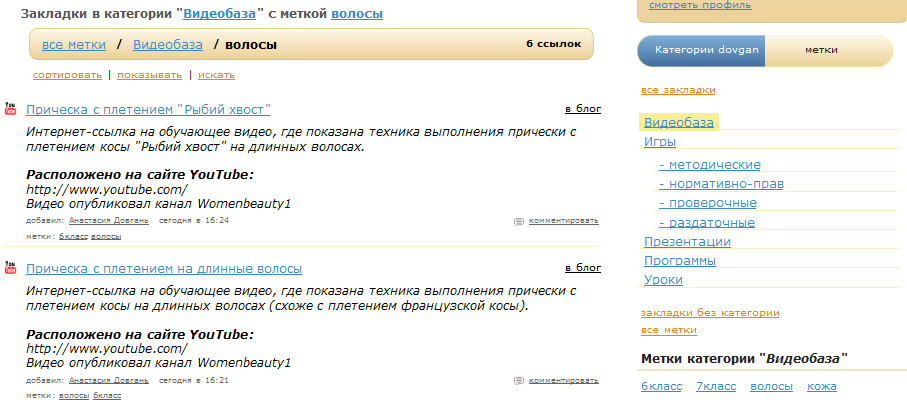 Закладки в категории "Видеобаза" с меткой волосы
все метки / Видеобаза / волосы
6 ссылок
сортировать | показывать | искать
You Tube
Прическа с плетением "Рыбий хвост"
в блог
Интернет-ссылка на обучающее видео, где показана техника выполнения прически с
плетением косы "Рыбий хвост" на длинных волосах.
Расположено на сайте YouTube:
http://www.youtube.com/
Видео опубликовал канал Womenbeauty1
добавил: Анастасия Довгань сегодня в 16:24
комментировать
метки: 6класс волосы
You Tube
Прическа с плетением на длинные волосы
в блог
Интернет-ссылка на обучающее видео, где показана техника выполнения прически с
плетением косы на длинных волосах (схоже с плетением французской косы).
Расположено на сайте YouTube:
http://www.youtube.com/
Видео опубликовал канал Womenbeauty1
добавил: Анастасия Довгань сегодня в 16:21
комментировать
метки: волосы 6класс
смотреть профиль
Категории dovgan
метки
все закладки
Видеобаза
Игры
- методические
- нормативно-прав
- проверочные
- раздаточные
Презентации
Программы
Уроки
закладки без категории
все метки
Метки категории "Видеобаза"
6класс 7класс волосы кожа